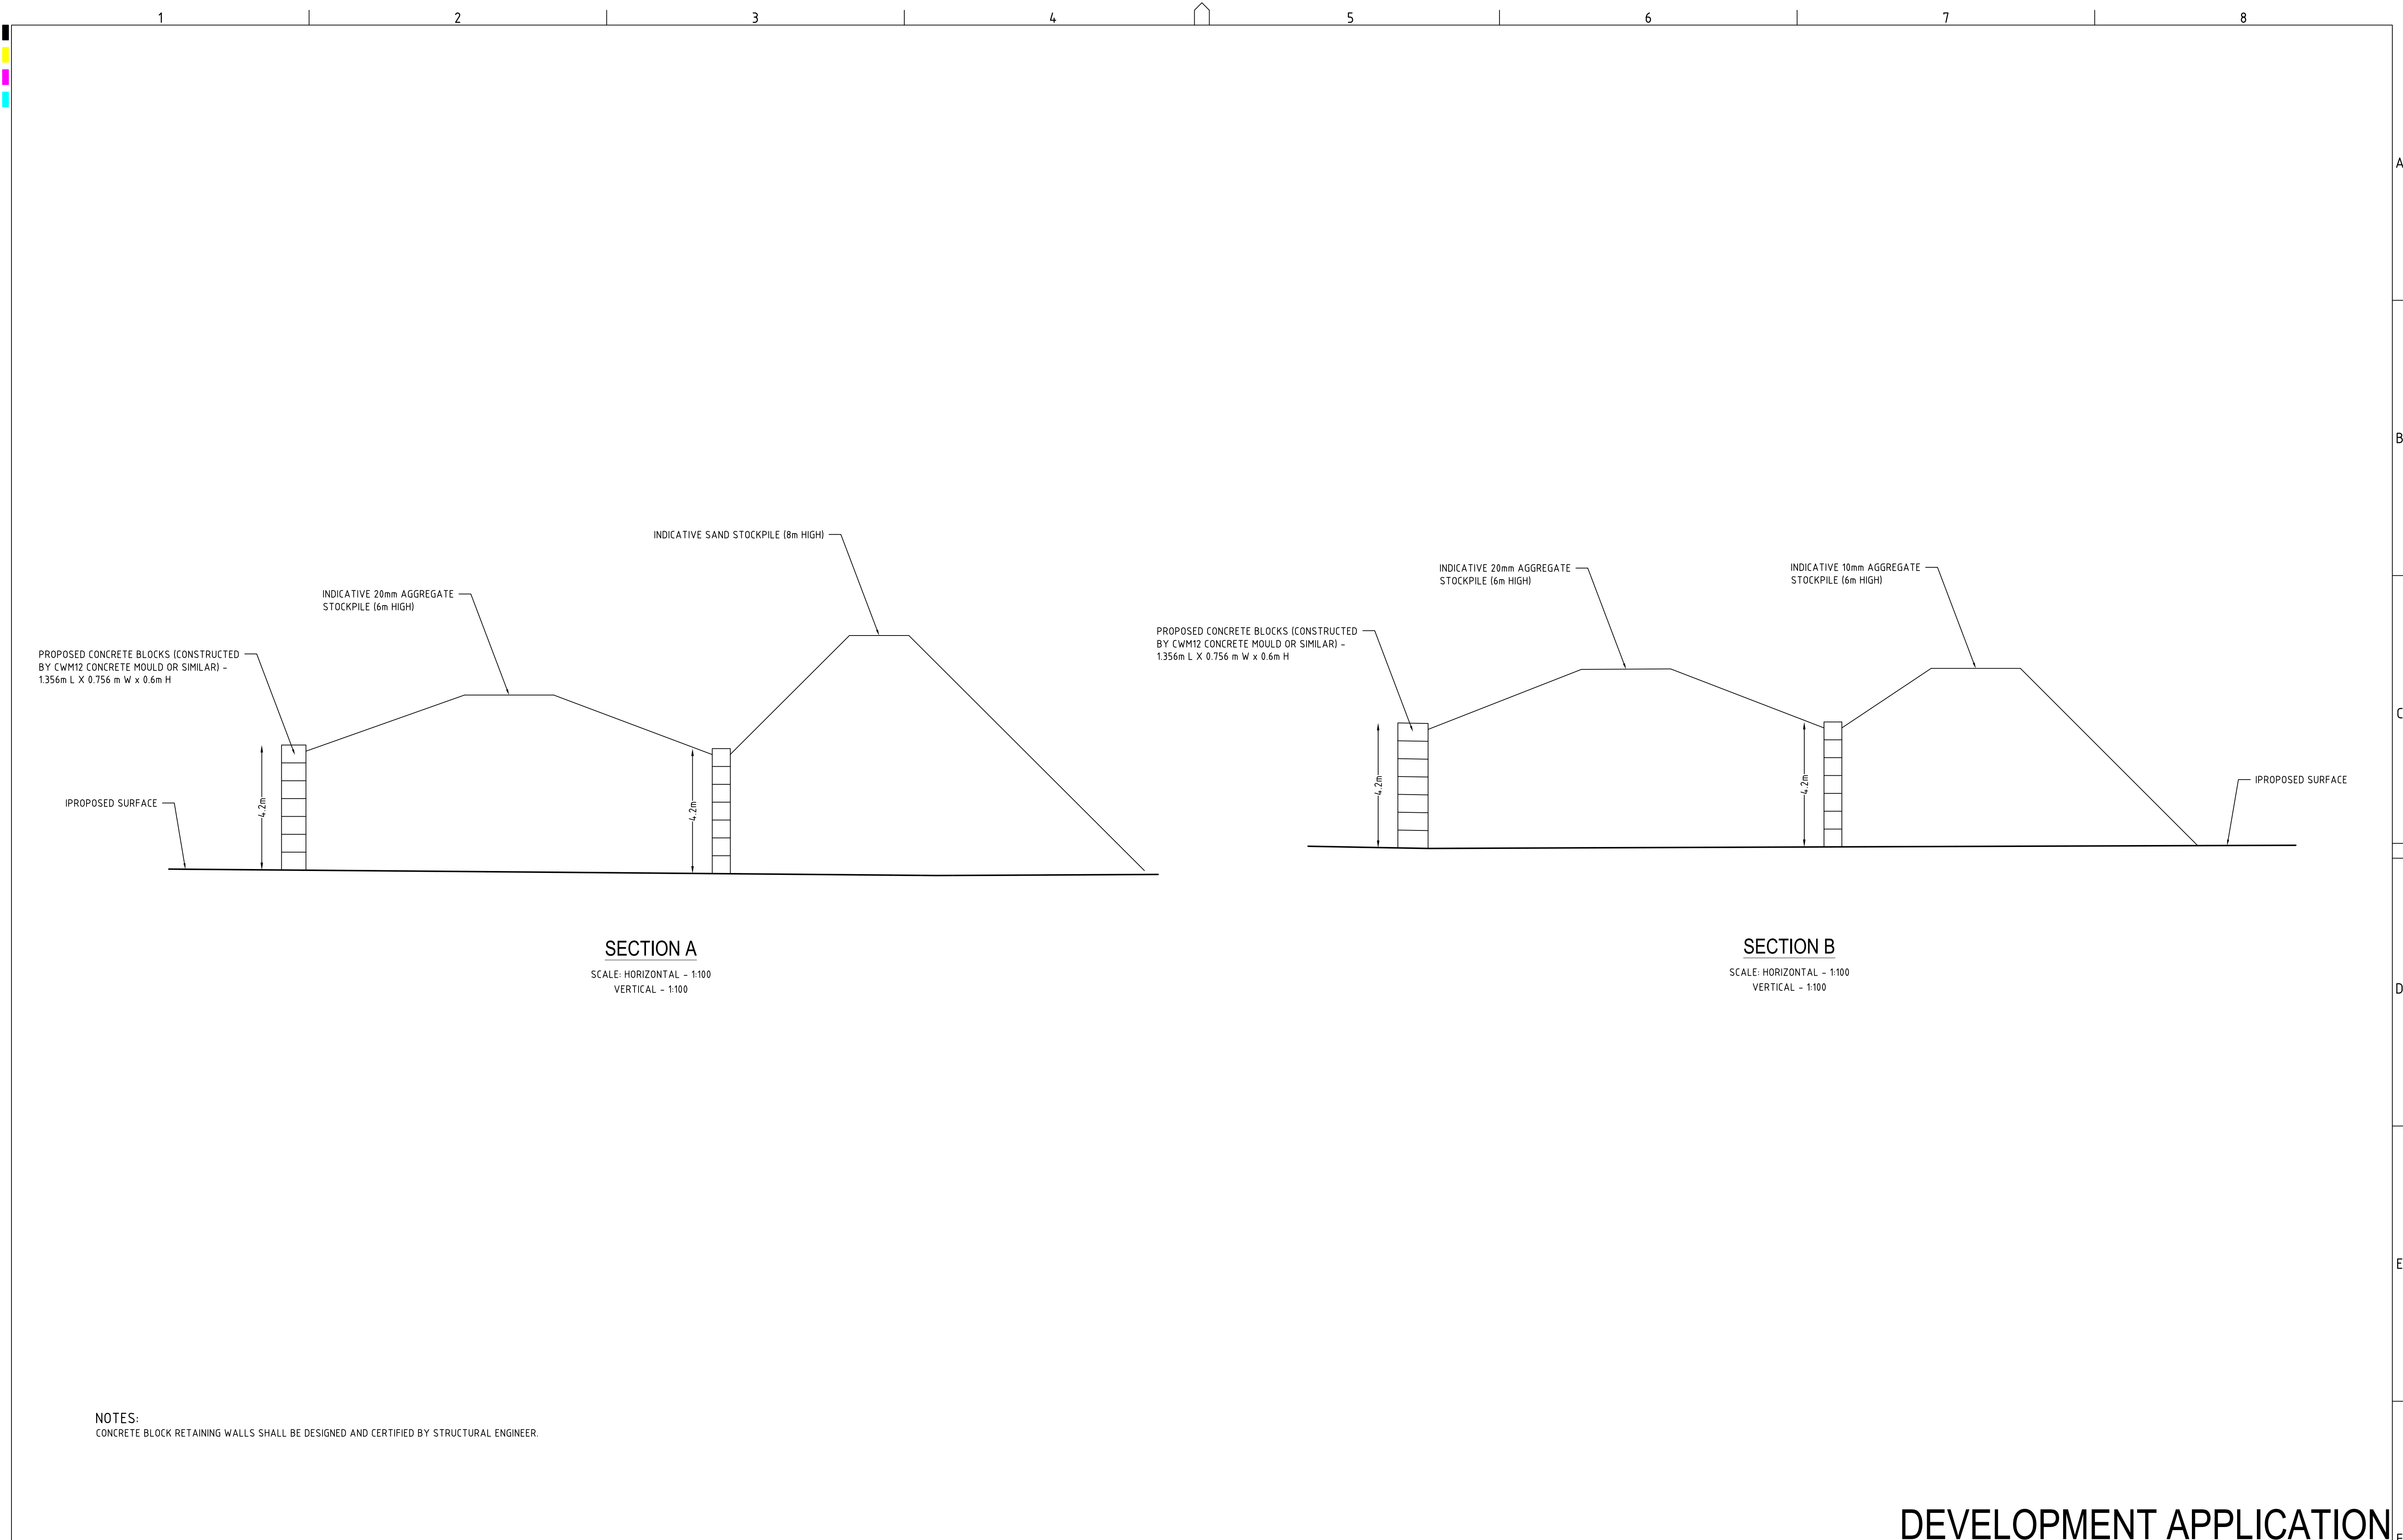 1 2 3 4 5 6 7 8
A
B
C
D
E
F
INDICATIVE SAND STOCKPILE (8m HIGH)
INDICATIVE 20mm AGGREGATE
STOCKPILE (6m HIGH)
PROPOSED CONCRETE BLOCKS (CONSTRUCTED
BY CWM12 CONCRETE MOULD OR SIMILAR) -
1.356m L X 0.756 m W x 0.6m H
IPROPOSED SURFACE
4.2m
4.2m
SECTION A
SCALE: HORIZONTAL - 1:100
VERTICAL - 1:100
INDICATIVE 20mm AGGREGATE
STOCKPILE (6m HIGH)
INDICATIVE 10mm AGGREGATE
STOCKPILE (6m HIGH)
PROPOSED CONCRETE BLOCKS (CONSTRUCTED
BY CWM12 CONCRETE MOULD OR SIMILAR) -
1.356m L X 0.756 m W x 0.6m H
4.2m
4.2m
IPROPOSED SURFACE
SECTION B
SCALE: HORIZONTAL - 1:100
VERTICAL - 1:100
NOTES:
CONCRETE BLOCK RETAINING WALLS SHALL BE DESIGNED AND CERTIFIED BY STRUCTURAL ENGINEER.
DEVELOPMENT APPLICATION